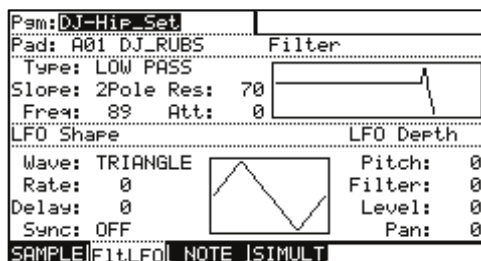 Pgm:DJ-Hip_Set
Pad: A01 DJ_RUBS Filter
Type: LOW PASS
Slope: 2Pole Res: 70
Freq: 89 Att: 0
LFO Shape LFO Depth
Wave: TRIANGLE Pitch: 0
Rate: 0 Filter: 0
Delay: 0 Level: 0
Sync: OFF Pan: 0
SAMPLE FltLFO NOTE SIMULT